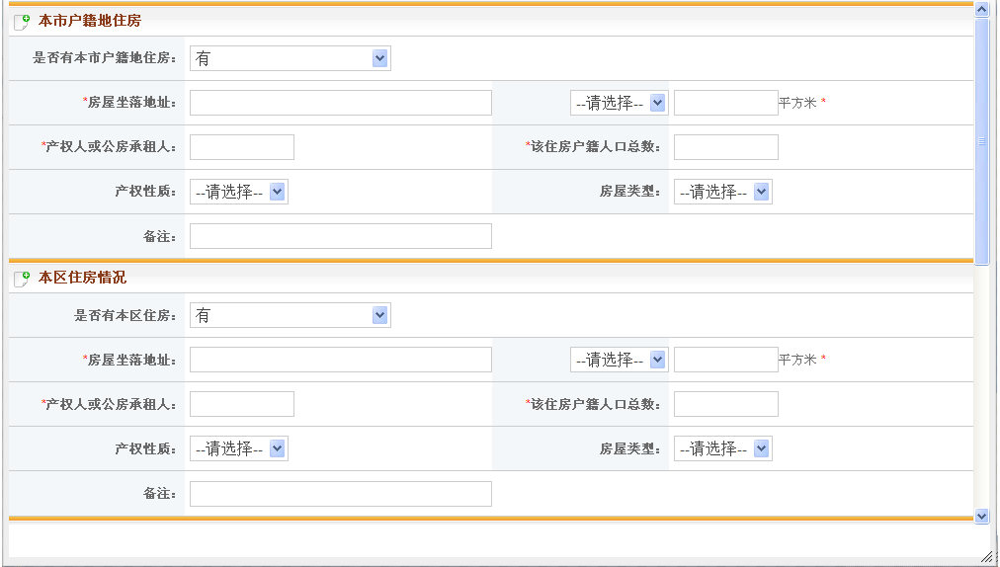 本市户籍地住房
是否有本市户籍地住房： 有
*房屋坐落地址： --请选择-- 平方米 *
*产权人或公房承租人： *该住房户籍人口总数：
产权性质： --请选择-- 房屋类型： --请选择--
备注：
本区住房情况
是否有本区住房： 有
*房屋坐落地址： --请选择-- 平方米 *
*产权人或公房承租人： *该住房户籍人口总数：
产权性质： --请选择-- 房屋类型： --请选择--
备注：